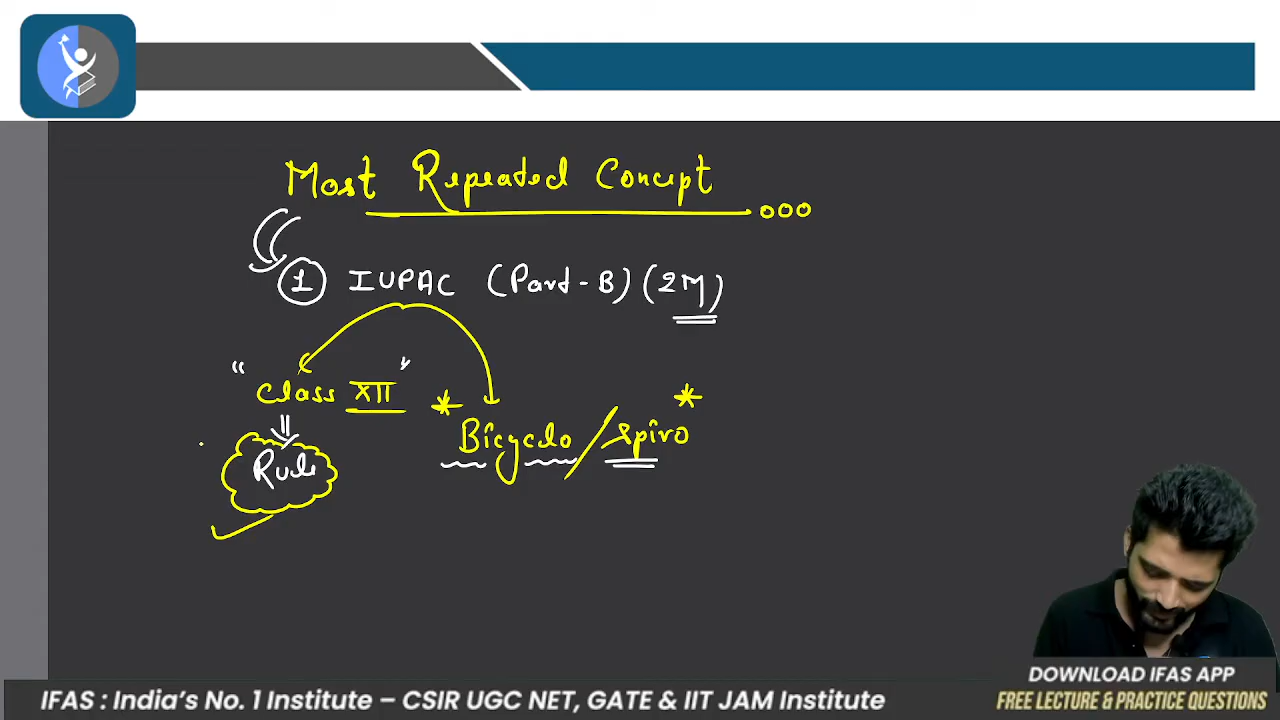 Most Repeated Concept
1 IUPAC (Part-B) (2M)
"Class XII"
* Bicyclo / spiro *
Rule
DOWNLOAD IFAS APP
FREE LECTURE & PRACTICE QUESTIONS
IFAS : India's No. 1 Institute – CSIR UGC NET, GATE & IIT JAM Institute